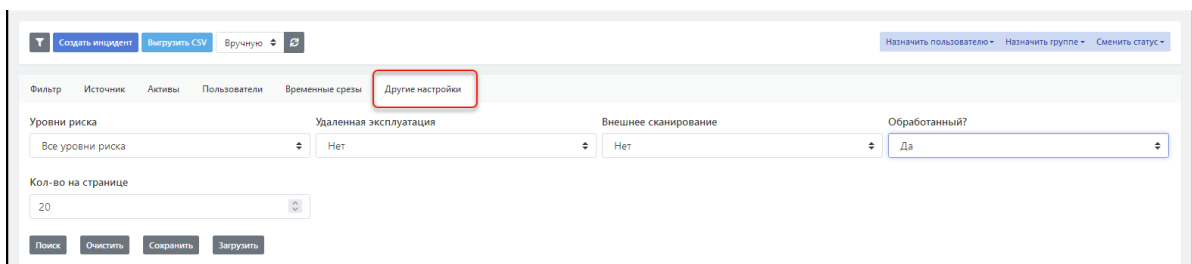 Создать инцидент Выгрузить CSV Вручную Назначить пользователю Назначить группе Сменить статус
Фильтр Источник Активы Пользователи Временные срезы Другие настройки
Уровни риска Удаленная эксплуатация Внешнее сканирование Обработанный?
Все уровни риска Нет Нет Да
Кол-во на странице
20
Поиск Очистить Сохранить Загрузить